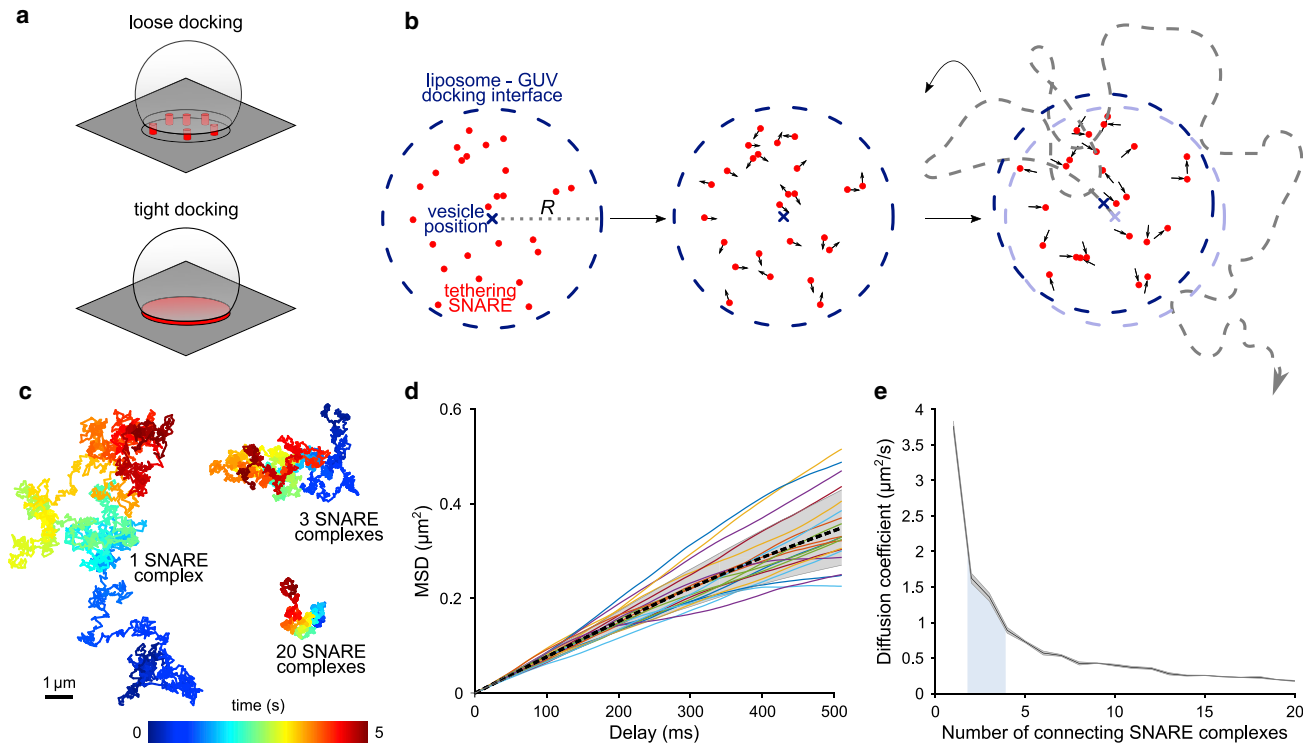 a
loose docking
tight docking
b
liposome - GUV
docking interface
vesicle
position
R
tethering
SNARE
c
1 SNARE
complex
3 SNARE
complexes
20 SNARE
complexes
1 µm
time (s)
0
5
d
MSD (µm²)
0.6
0.4
0.2
0
0 100 200 300 400 500
Delay (ms)
e
Diffusion coefficient (µm²/s)
4
3.5
3
2.5
2
1.5
1
0.5
0
0 5 10 15 20
Number of connecting SNARE complexes